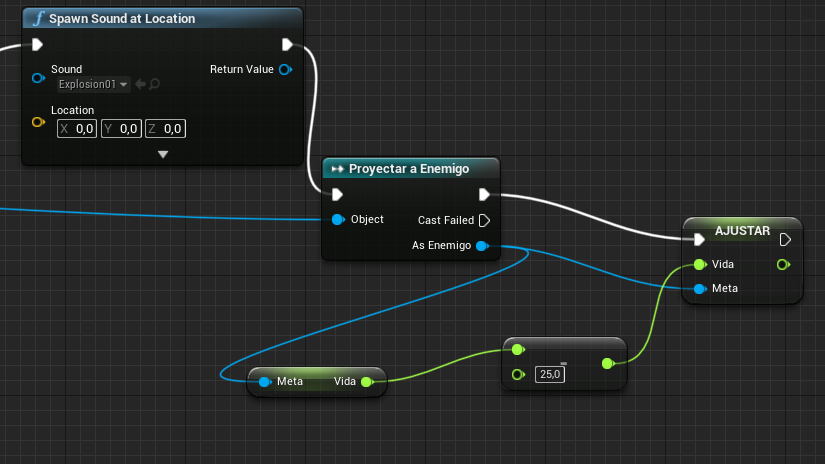 f Spawn Sound at Location
Sound
Return Value
Explosion01
Location
X 0,0 Y 0,0 Z 0,0
Proyectar a Enemigo
Object
Cast Failed
As Enemigo
AJUSTAR
Vida
Meta
Meta Vida
-
25,0